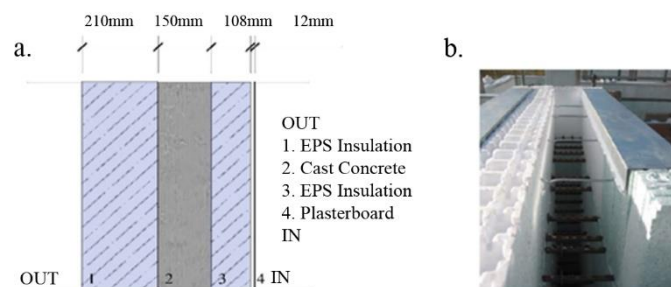 210mm 150mm 108mm 12mm
a. b.
OUT
1. EPS Insulation
2. Cast Concrete
3. EPS Insulation
4. Plasterboard
IN
OUT 1 2 3 4 IN